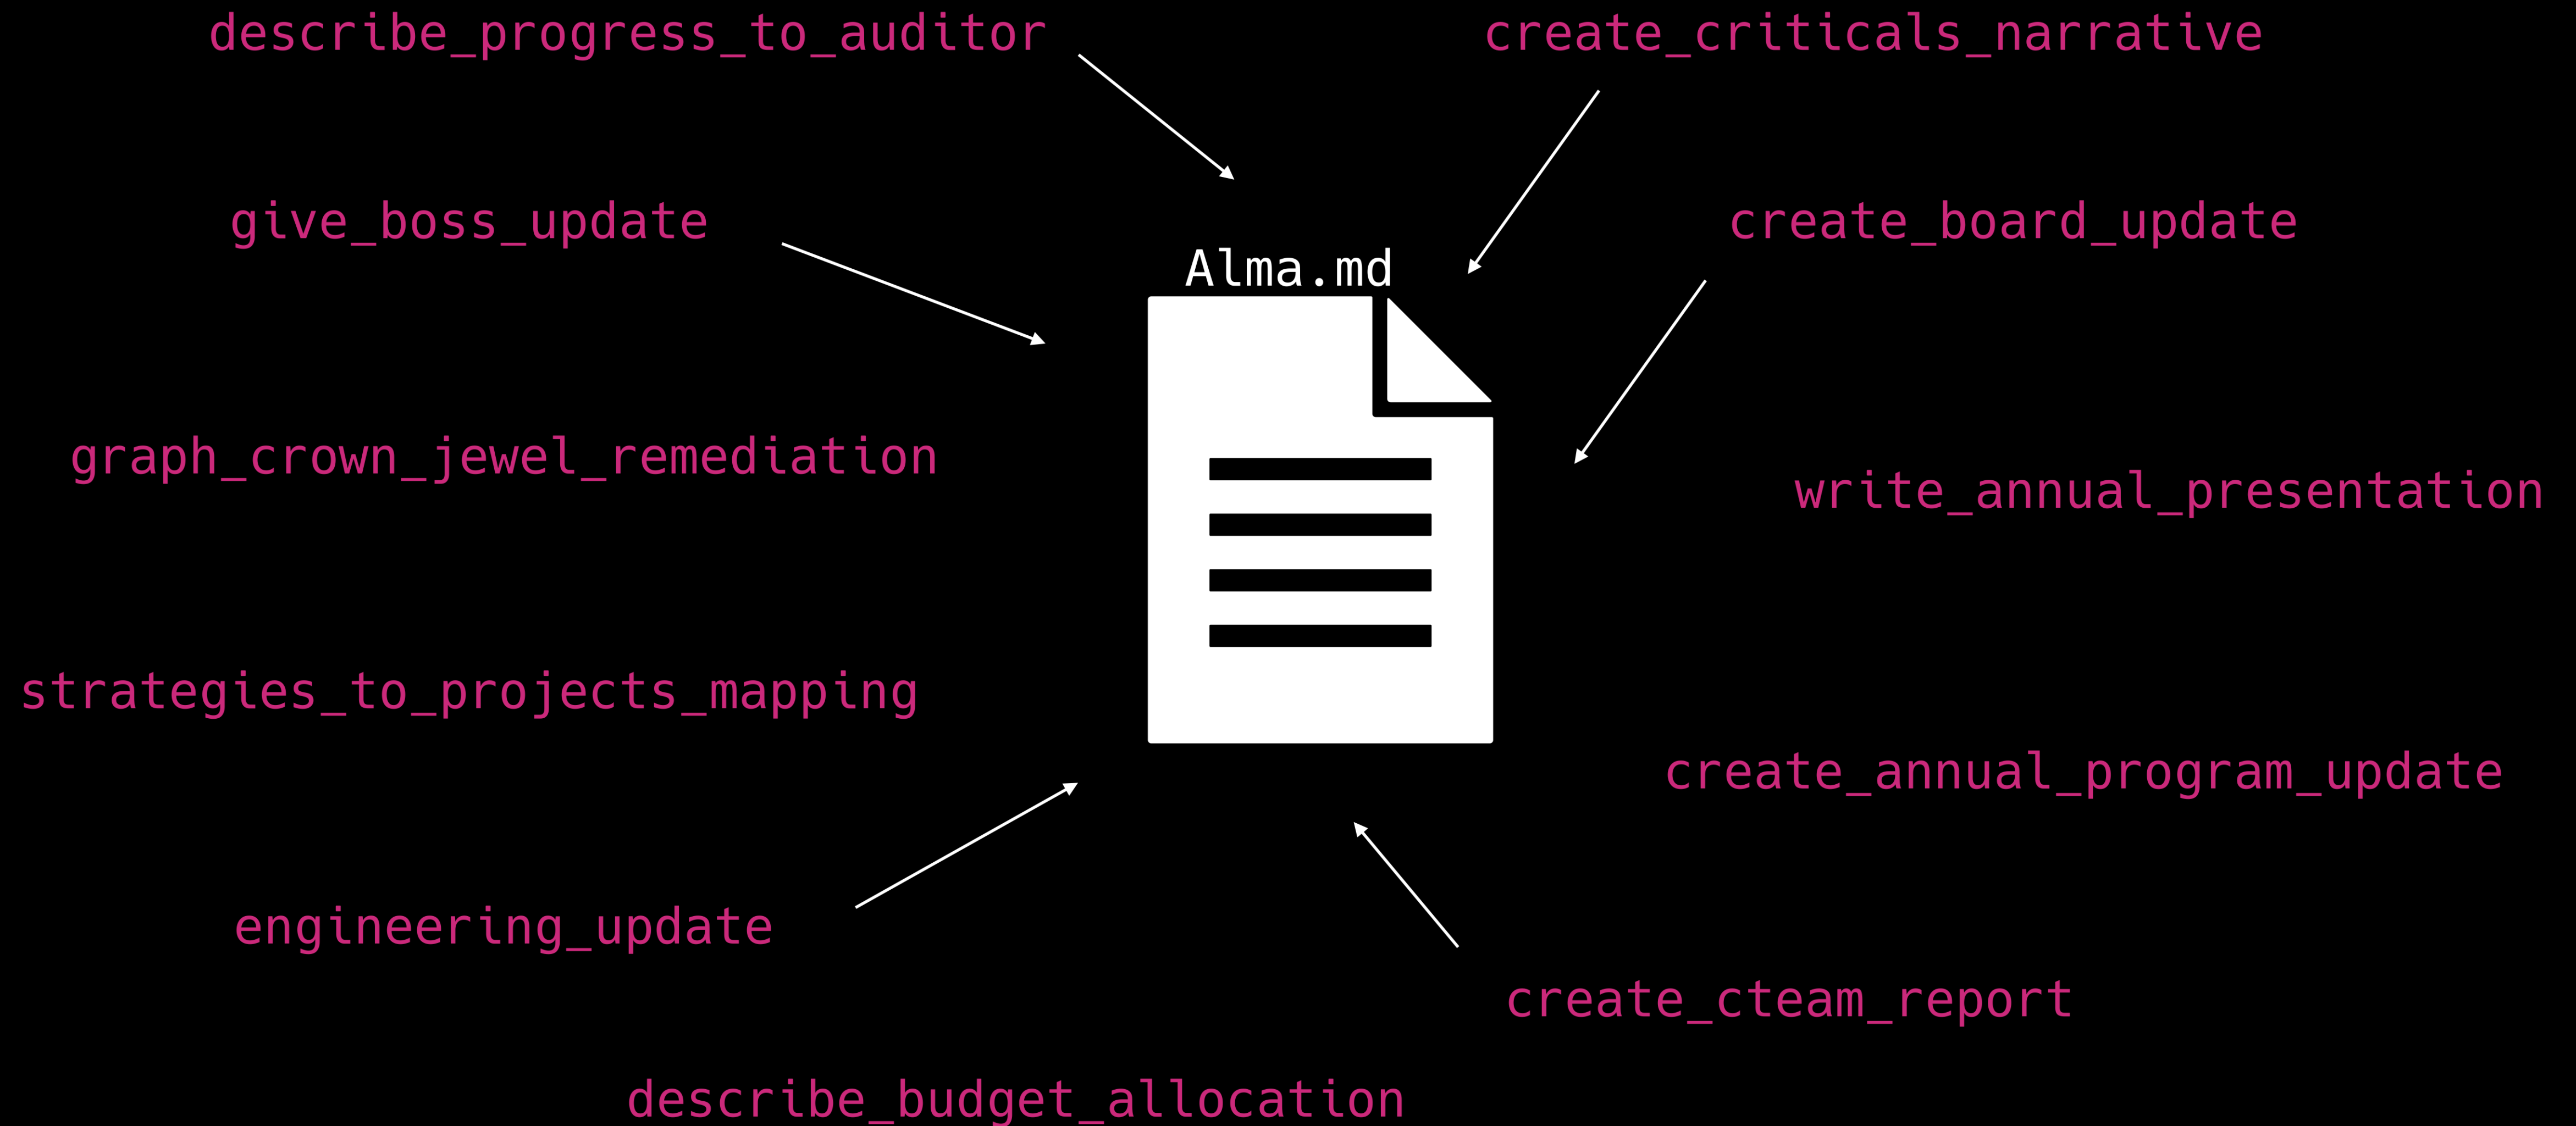 describe_progress_to_auditor
create_criticals_narrative
give_boss_update
create_board_update
Alma.md
graph_crown_jewel_remediation
write_annual_presentation
strategies_to_projects_mapping
create_annual_program_update
engineering_update
create_cteam_report
describe_budget_allocation